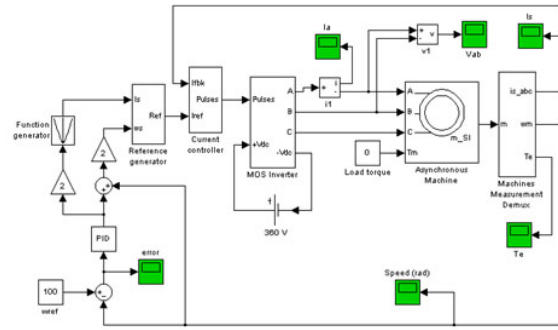 Ia
v
v1
Vab
Is
Function generator
Is
ws
Ref
Reference generator
Ifbk
Iref
Pulses
Current controller
Pulses
+Vdc
A
B
C
-Vdc
MOS Inverter
i
i1
A
B
C
Tm
m_SI
Asynchronous Machine
m
is_abc
wm
Te
Machines Measurement Demux
2
2
0
Load torque
360 V
PID
error
Te
Speed (rad)
100
wref